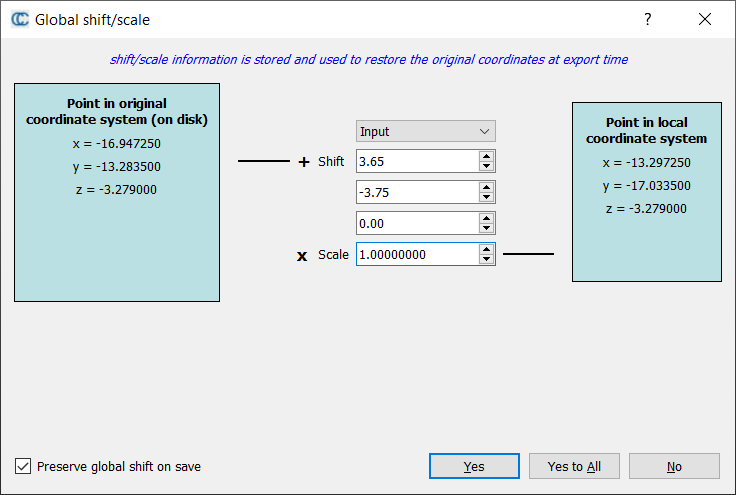 Global shift/scale
?
shift/scale information is stored and used to restore the original coordinates at export time
Point in original
coordinate system (on disk)
x = -16.947250
y = -13.283500
z = -3.279000
Input
+ Shift 3.65
-3.75
0.00
x Scale 1.00000000
Point in local
coordinate system
x = -13.297250
y = -17.033500
z = -3.279000
Preserve global shift on save
Yes
Yes to All
No